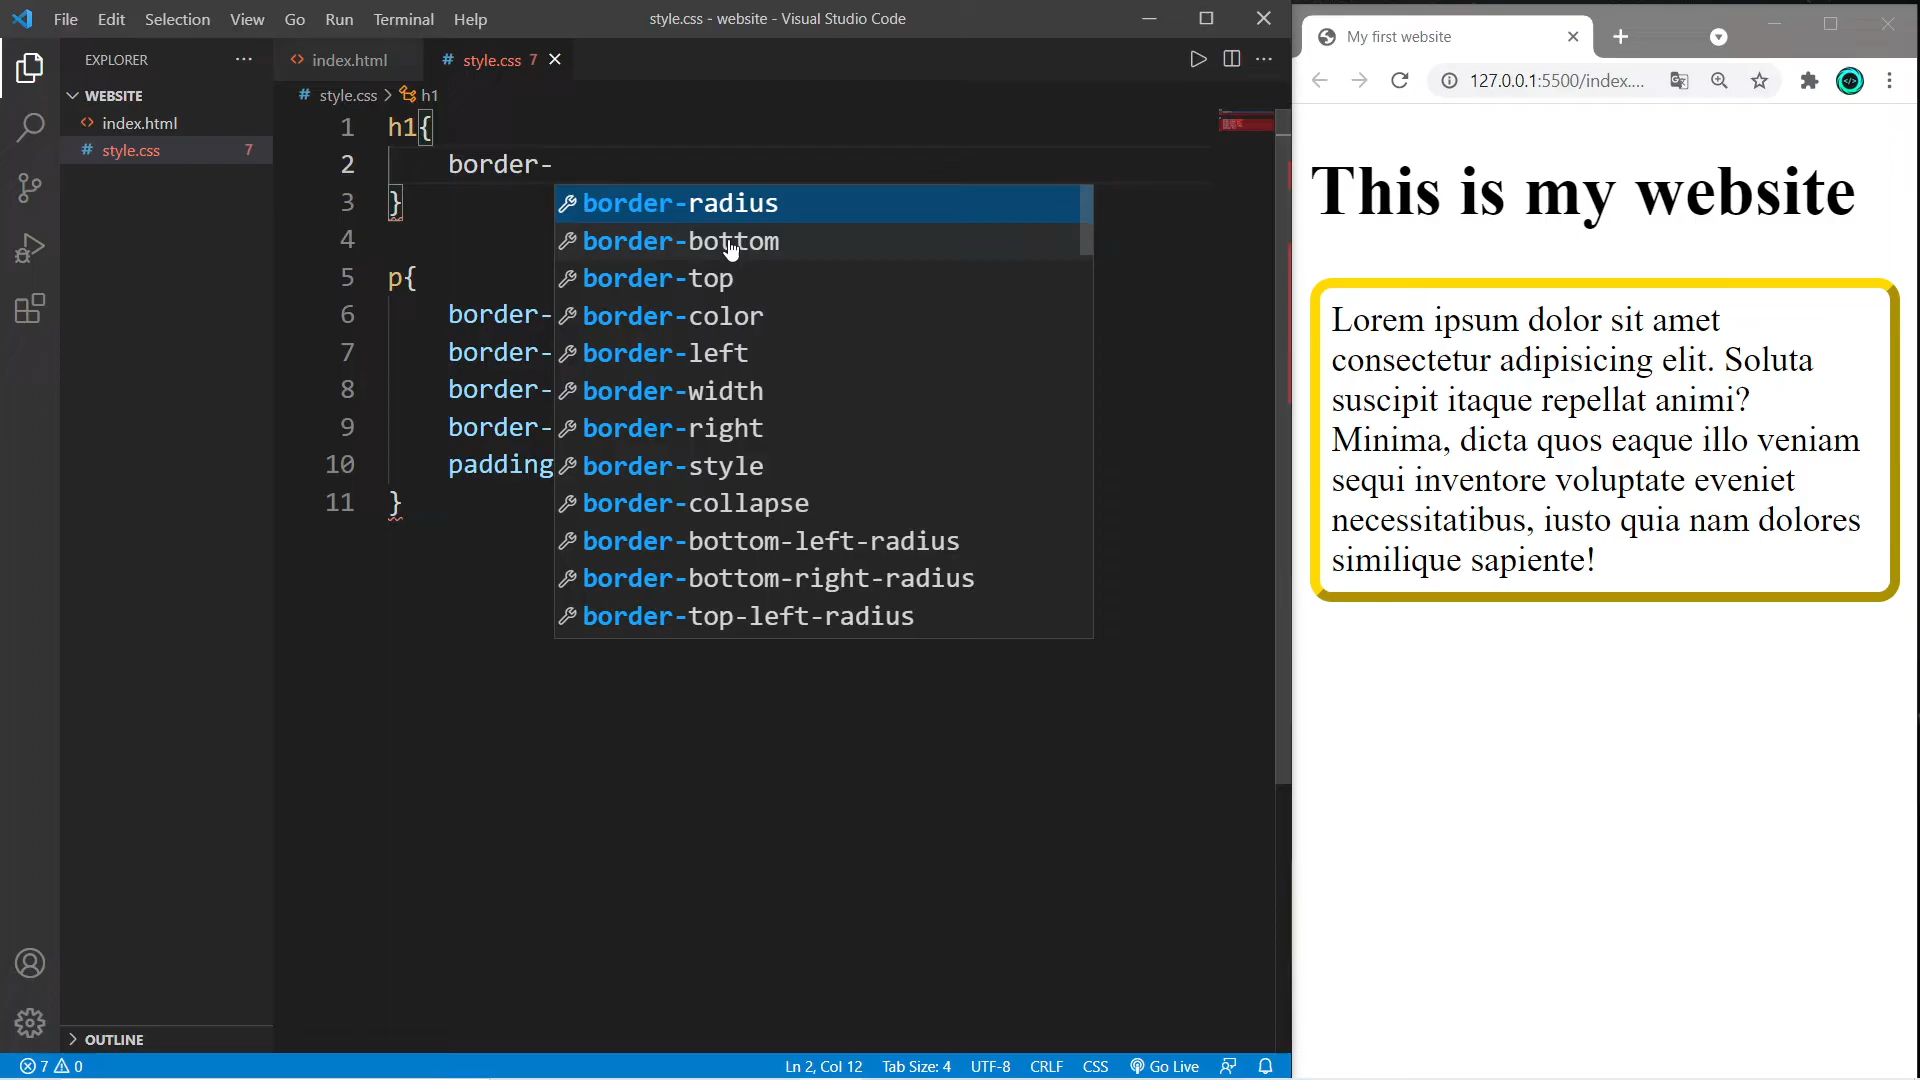 File Edit Selection View Go Run Terminal Help
style.css - website - Visual Studio Code
EXPLORER
WEBSITE
index.html
style.css 7
OUTLINE
index.html
style.css 7
style.css > h1
1 h1{
2 border-
3 }
4
5 p{
6 border-
7 border-
8 border-
9 border-
10 padding
11 }
border-radius
border-bottom
border-top
border-color
border-left
border-width
border-right
border-style
border-collapse
border-bottom-left-radius
border-bottom-right-radius
border-top-left-radius
7 0
Ln 2, Col 12 Tab Size: 4 UTF-8 CRLF CSS Go Live
My first website
127.0.0.1:5500/index....
This is my website
Lorem ipsum dolor sit amet
consectetur adipisicing elit. Soluta
suscipit itaque repellat animi?
Minima, dicta quos eaque illo veniam
sequi inventore voluptate eveniet
necessitatibus, iusto quia nam dolores
similique sapiente!